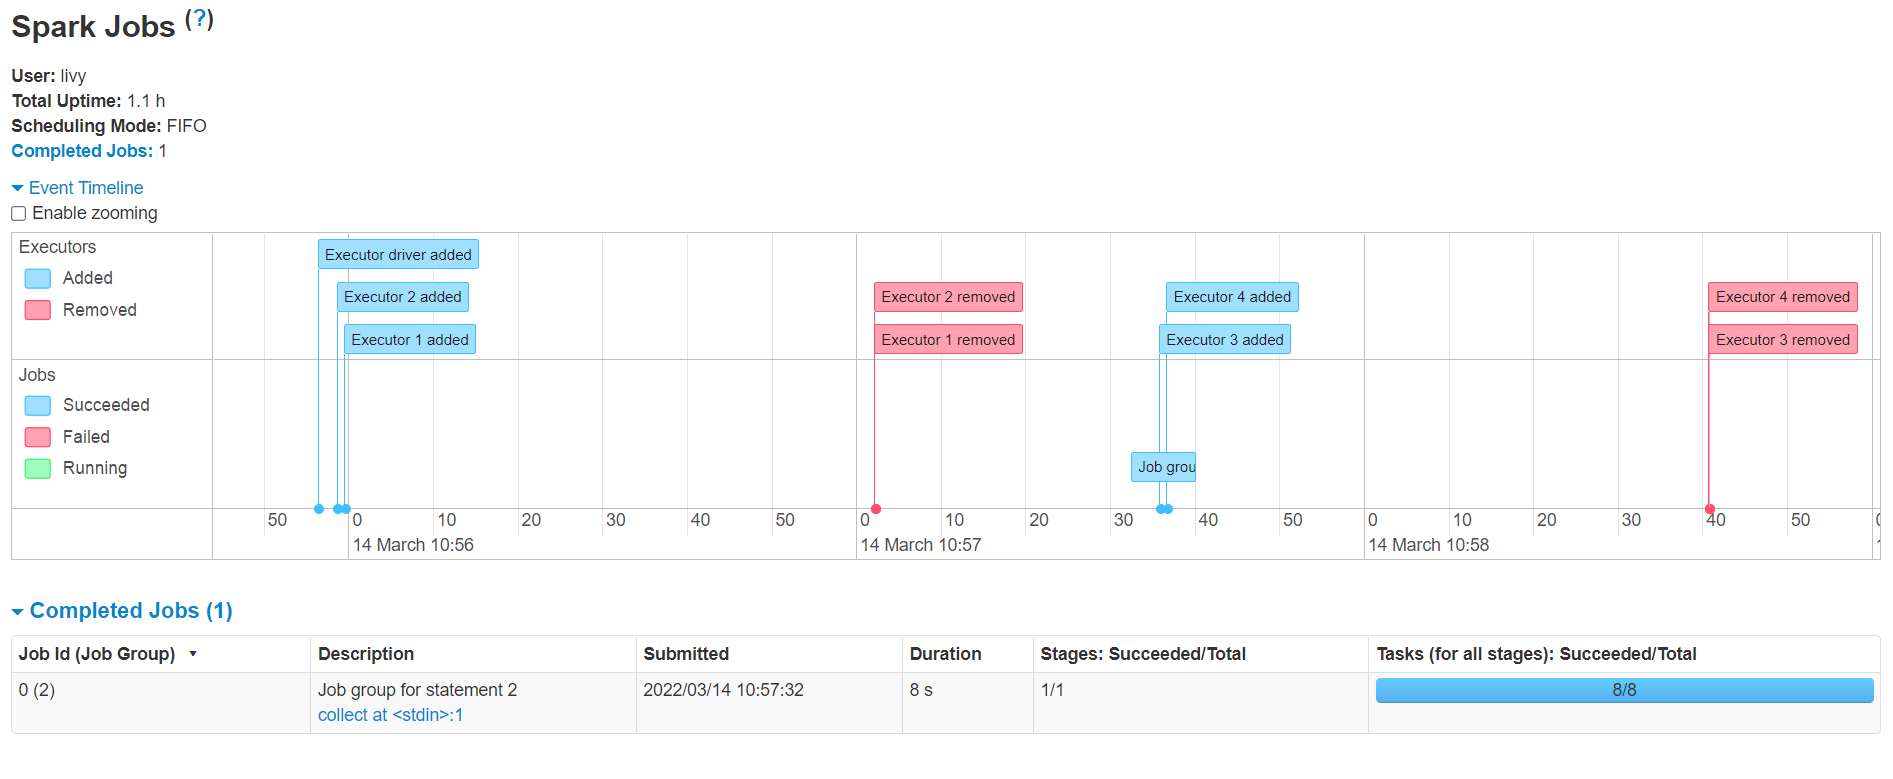 Spark Jobs (?)
User: livy
Total Uptime: 1.1 h
Scheduling Mode: FIFO
Completed Jobs: 1
Event Timeline
Enable zooming
Executors
Added
Removed
Executor driver added
Executor 2 added
Executor 1 added
Executor 2 removed
Executor 1 removed
Executor 4 added
Executor 3 added
Executor 4 removed
Executor 3 removed
Jobs
Succeeded
Failed
Running
Job grou
50 0 10 20 30 40 50 0 10 20 30 40 50 0 10 20 30 40 50
14 March 10:56 14 March 10:57 14 March 10:58
Completed Jobs (1)
Job Id (Job Group) Description Submitted Duration Stages: Succeeded/Total Tasks (for all stages): Succeeded/Total
0 (2) Job group for statement 2 2022/03/14 10:57:32 8 s 1/1 8/8
collect at <stdin>:1